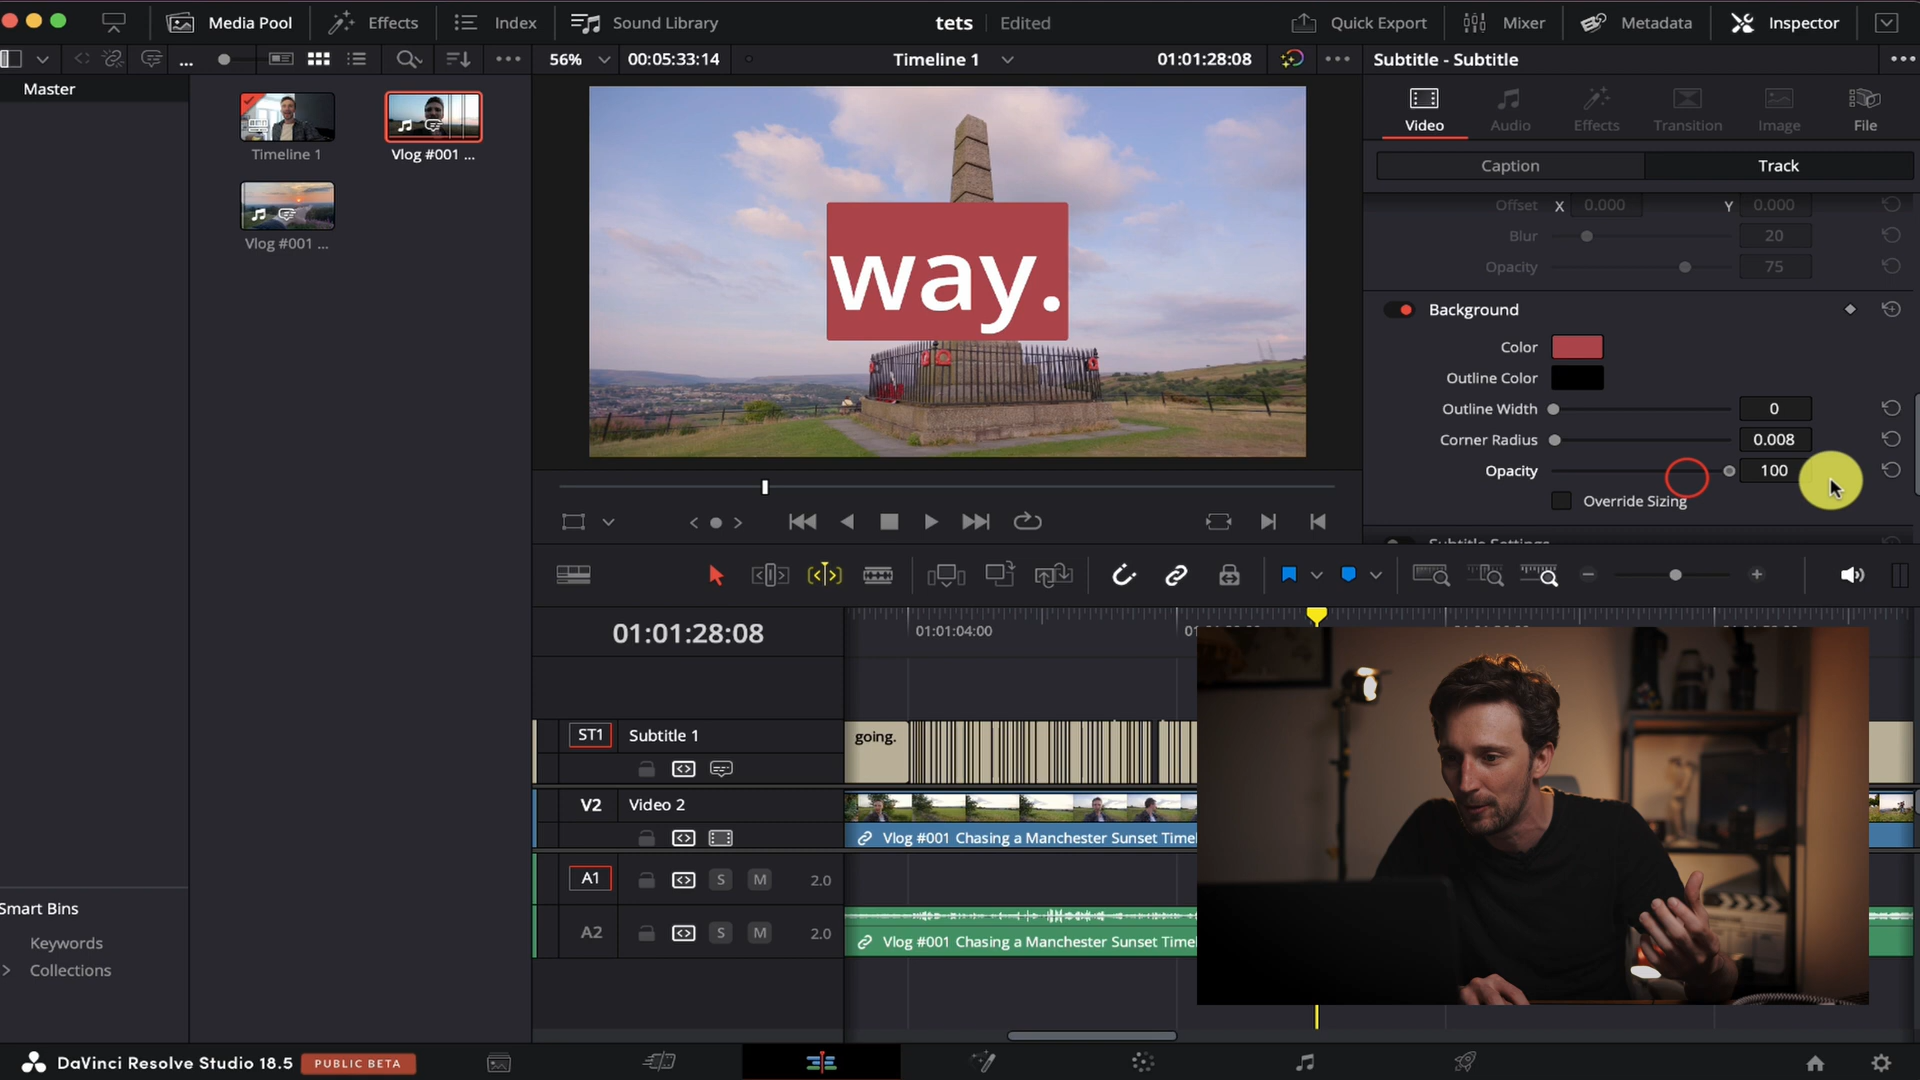 Media Pool
Effects
Index
Sound Library
tets
Edited
Quick Export
Mixer
Metadata
Inspector
56%
00:05:33:14
Timeline 1
01:01:28:08
Subtitle - Subtitle
Master
Timeline 1
Vlog #001 ...
Vlog #001 ...
way.
Video
Audio
Effects
Transition
Image
File
Caption
Track
Offset X 0.000 Y 0.000
Blur 20
Opacity 75
Background
Color
Outline Color
Outline Width 0
Corner Radius 0.008
Opacity 100
Override Sizing
Subtitle Settings
01:01:28:08
01:01:04:00
ST1 Subtitle 1
going.
V2 Video 2
Vlog #001 Chasing a Manchester Sunset Timel
A1 S M 2.0
A2 S M 2.0
Vlog #001 Chasing a Manchester Sunset Timel
Smart Bins
Keywords
Collections
DaVinci Resolve Studio 18.5
PUBLIC BETA